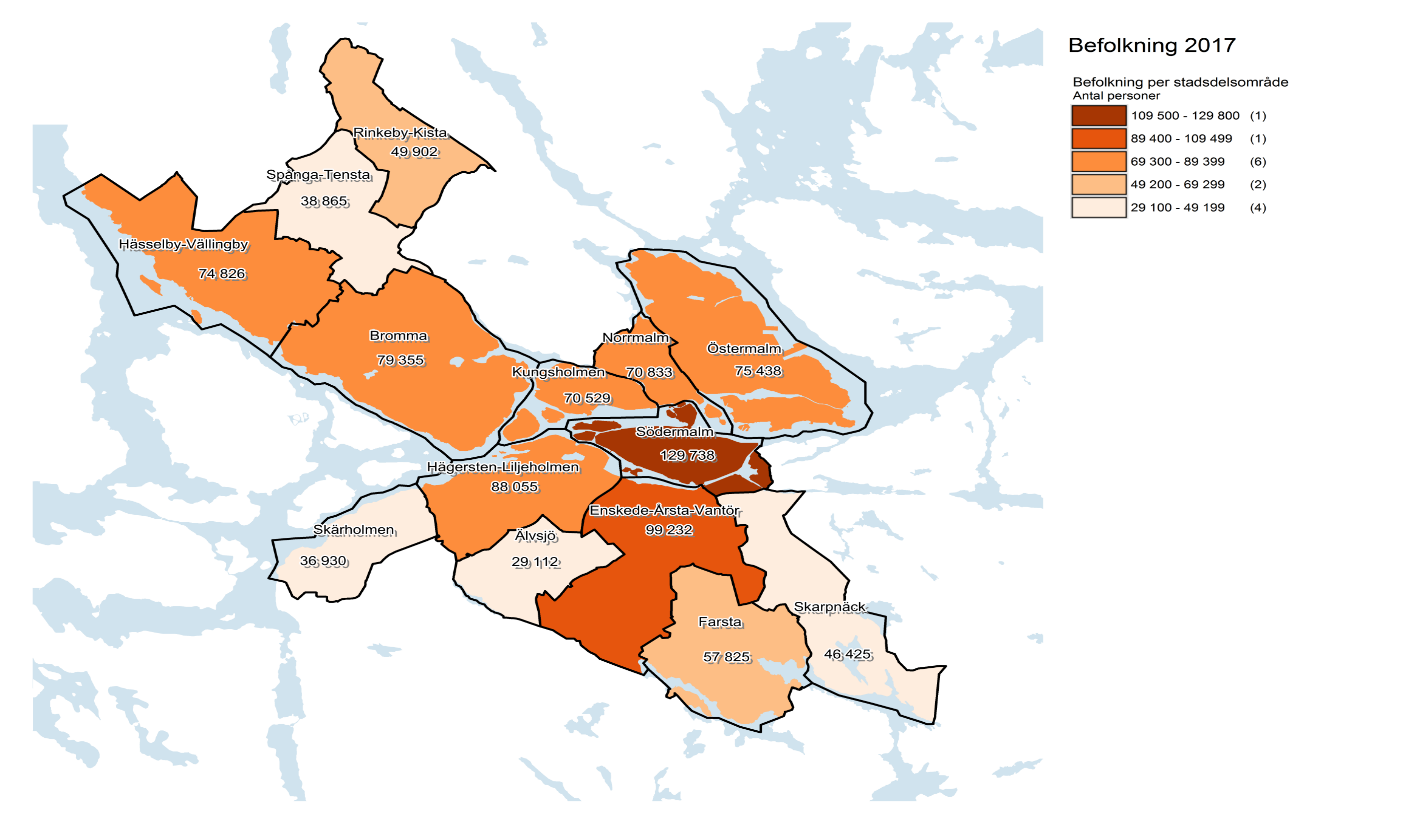 Befolkning 2017
Befolkning per stadsdelsområde
Antal personer
109 500 - 129 800 (1)
89 400 - 109 499 (1)
69 300 - 89 399 (6)
49 200 - 69 299 (2)
29 100 - 49 199 (4)
Rinkeby-Kista
49 902
Spånga-Tensta
38 865
Hässelby-Vällingby
74 826
Bromma
79 355
Norrmalm
70 833
Östermalm
75 438
Kungsholmen
70 529
Södermalm
129 738
Hägersten-Liljeholmen
88 055
Enskede-Årsta-Vantör
99 232
Skärholmen
36 930
Älvsjö
29 112
Skarpnäck
46 425
Farsta
57 825